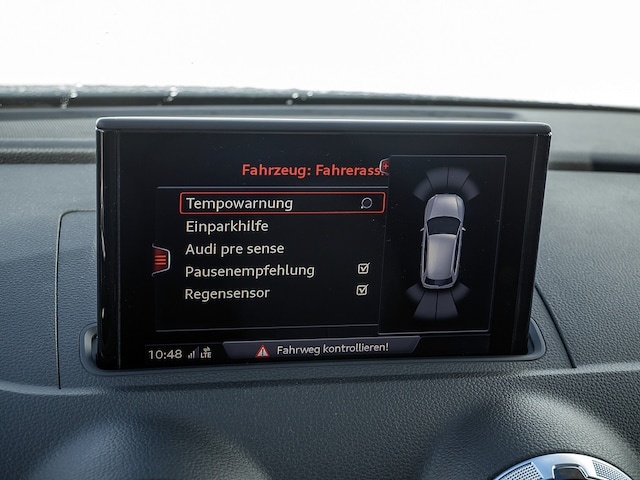 Fahrzeug: Fahrerass.
Tempowarnung
Einparkhilfe
Audi pre sense
Pausenempfehlung
Regensensor
10:48 LTE
Fahrweg kontrollieren!